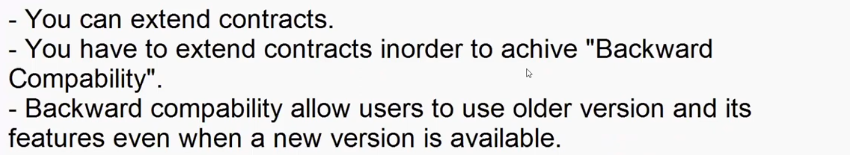 - You can extend contracts.
- You have to extend contracts inorder to achive "Backward
Compability".
- Backward compability allow users to use older version and its
features even when a new version is available.